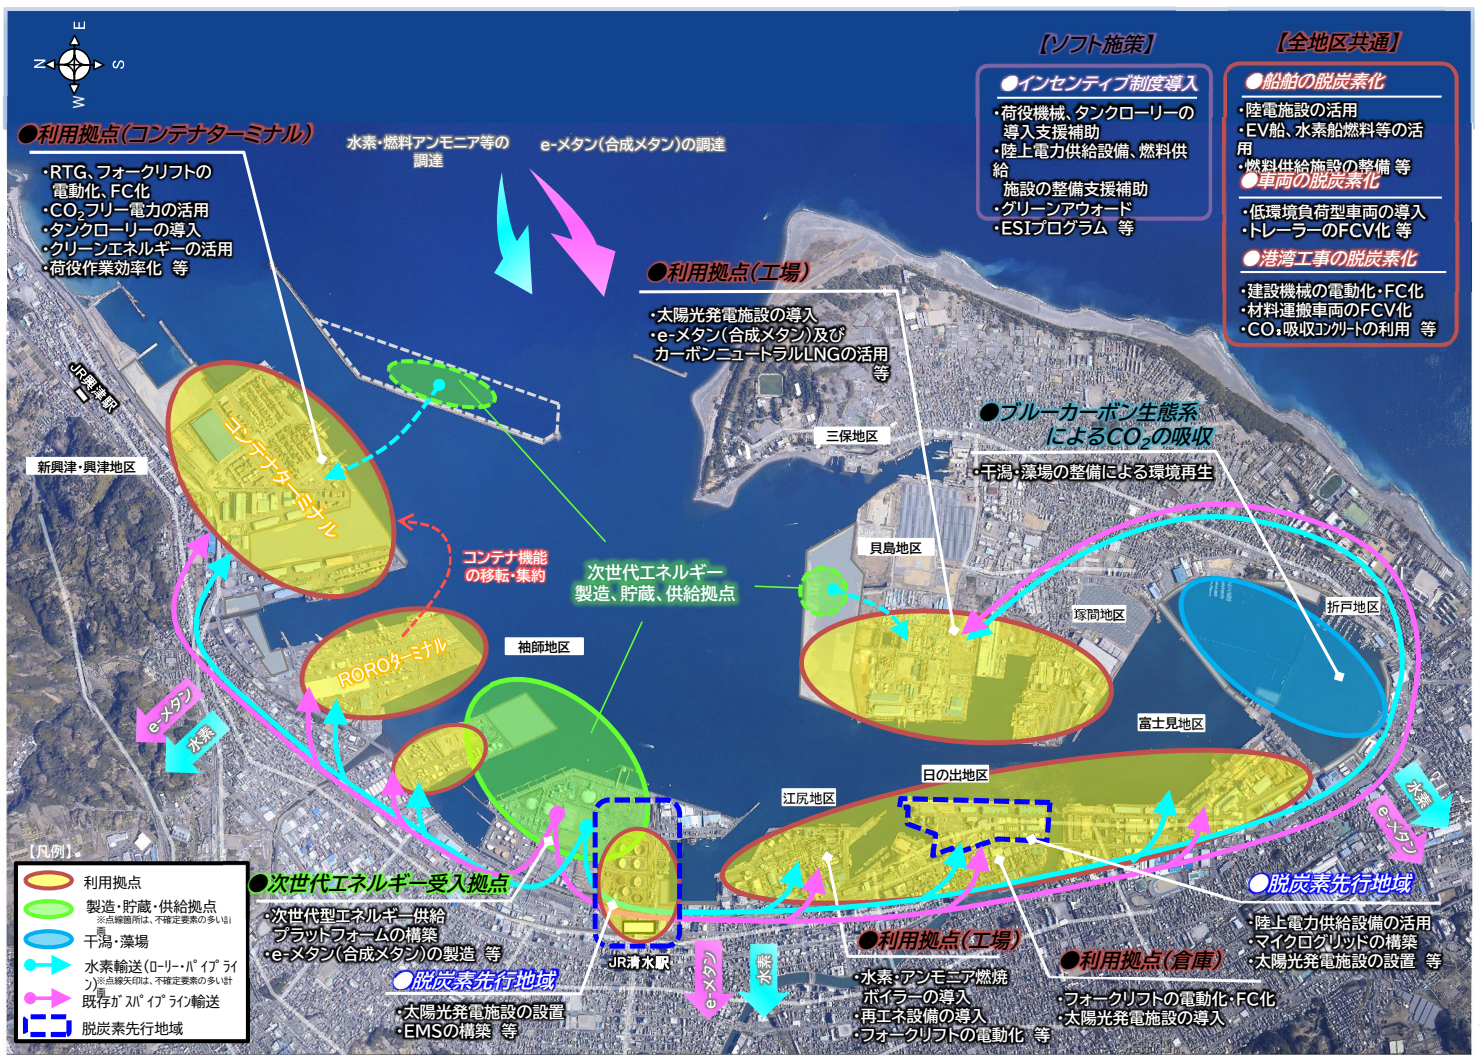 E
N
S
W
【ソフト施策】
●インセンティブ制度導入
・荷役機械、タンクローリーの
導入支援補助
・陸上電力供給設備、燃料供
給
施設の整備支援補助
・グリーンアウォード
・ESIプログラム 等
【全地区共通】
●船舶の脱炭素化
・陸電施設の活用
・EV船、水素船燃料等の活
用
・燃料供給施設の整備 等
●車両の脱炭素化
・低環境負荷型車両の導入
・トレーラーのFCV化 等
●港湾工事の脱炭素化
・建設機械の電動化・FC化
・材料運搬車両のFCV化
・CO₂吸収コンクリートの利用 等
●利用拠点(コンテナターミナル)
・RTG、フォークリフトの
電動化、FC化
・CO₂フリー電力の活用
・タンクローリーの導入
・クリーンエネルギーの活用
・荷役作業効率化 等
水素・燃料アンモニア等の
調達
e-メタン(合成メタン)の調達
●利用拠点(工場)
・太陽光発電施設の導入
・e-メタン(合成メタン)及び
カーボンニュートラルLNGの活用
等
JR興津駅
新興津・興津地区
コンテナターミナル
三保地区
●ブルーカーボン生態系
によるCO₂の吸収
・干潟・藻場の整備による環境再生
コンテナ機能
の移転・集約
次世代エネルギー
製造、貯蔵、供給拠点
貝島地区
塚間地区
折戸地区
袖師地区
ROROターミナル
富士見地区
e-メタン
水素
日の出地区
江尻地区
水素
e-メタン
【凡例】
利用拠点
製造・貯蔵・供給拠点
※点線箇所は、不確定要素の多い計
画
干潟・藻場
水素輸送(ローリー・パイプライ
ン)
※点線矢印は、不確定要素の多い計
画
既存ガスパイプライン輸送
脱炭素先行地域
●次世代エネルギー受入拠点
・次世代型エネルギー供給
プラットフォームの構築
・e-メタン(合成メタン)の製造 等
●脱炭素先行地域
・太陽光発電施設の設置
・EMSの構築 等
JR清水駅
e-メタン
水素
●利用拠点(工場)
・水素・アンモニア燃焼
ボイラーの導入
・再エネ設備の導入
・フォークリフトの電動化 等
●利用拠点(倉庫)
・フォークリフトの電動化・FC化
・太陽光発電施設の導入
●脱炭素先行地域
・陸上電力供給設備の活用
・マイクログリッドの構築
・太陽光発電施設の設置 等